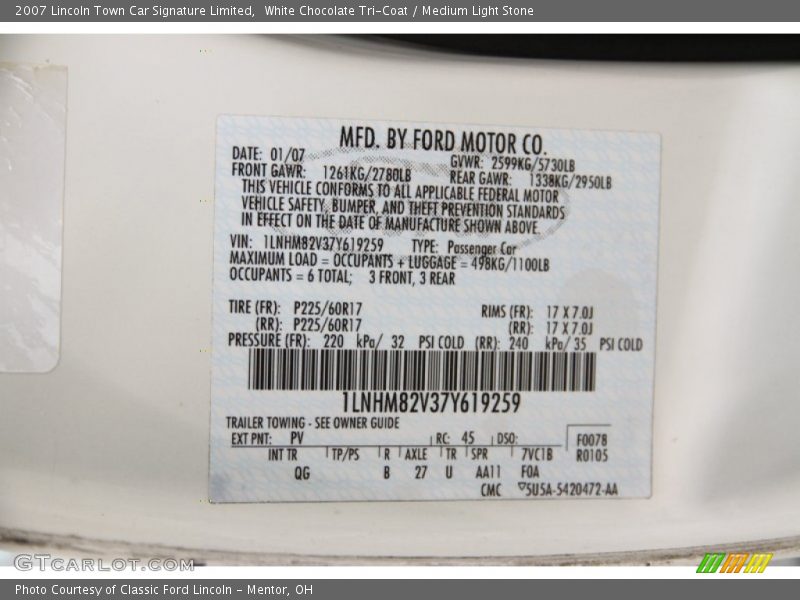 2007 Lincoln Town Car Signature Limited, White Chocolate Tri-Coat / Medium Light Stone
MFD. BY FORD MOTOR CO.
DATE: 01/07 GVWR: 2599KG/5730LB
FRONT GAWR: 1261KG/2780LB REAR GAWR: 1338KG/2950LB
THIS VEHICLE CONFORMS TO ALL APPLICABLE FEDERAL MOTOR
VEHICLE SAFETY, BUMPER, AND THEFT PREVENTION STANDARDS
IN EFFECT ON THE DATE OF MANUFACTURE SHOWN ABOVE.
VIN: 1LNHM82V37Y619259 TYPE: Passenger Car
MAXIMUM LOAD = OCCUPANTS + LUGGAGE = 498KG/1100LB
OCCUPANTS = 6 TOTAL; 3 FRONT, 3 REAR
TIRE (FR): P225/60R17 RIMS (FR): 17 X 7.0J
(RR): P225/60R17 (RR): 17 X 7.0J
PRESSURE (FR): 220 kPa/ 32 PSI COLD (RR): 240 kPa/ 35 PSI COLD
1LNHM82V37Y619259
TRAILER TOWING - SEE OWNER GUIDE
EXT PNT: PV RC: 45 DSO: F0078
INT TR TP/PS R AXLE TR SPR 7VC1B R0105
QG B 27 U AA11 F0A
CMC ▽5U5A-5420472-AA
GTCarLot.com
Photo Courtesy of Classic Ford Lincoln - Mentor, OH